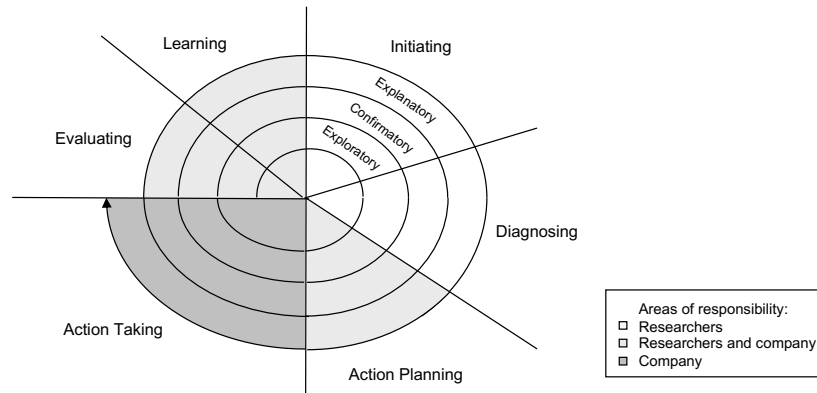 Learning
Initiating
Explanatory
Confirmatory
Exploratory
Evaluating
Diagnosing
Action Taking
Action Planning
Areas of responsibility:
Researchers
Researchers and company
Company